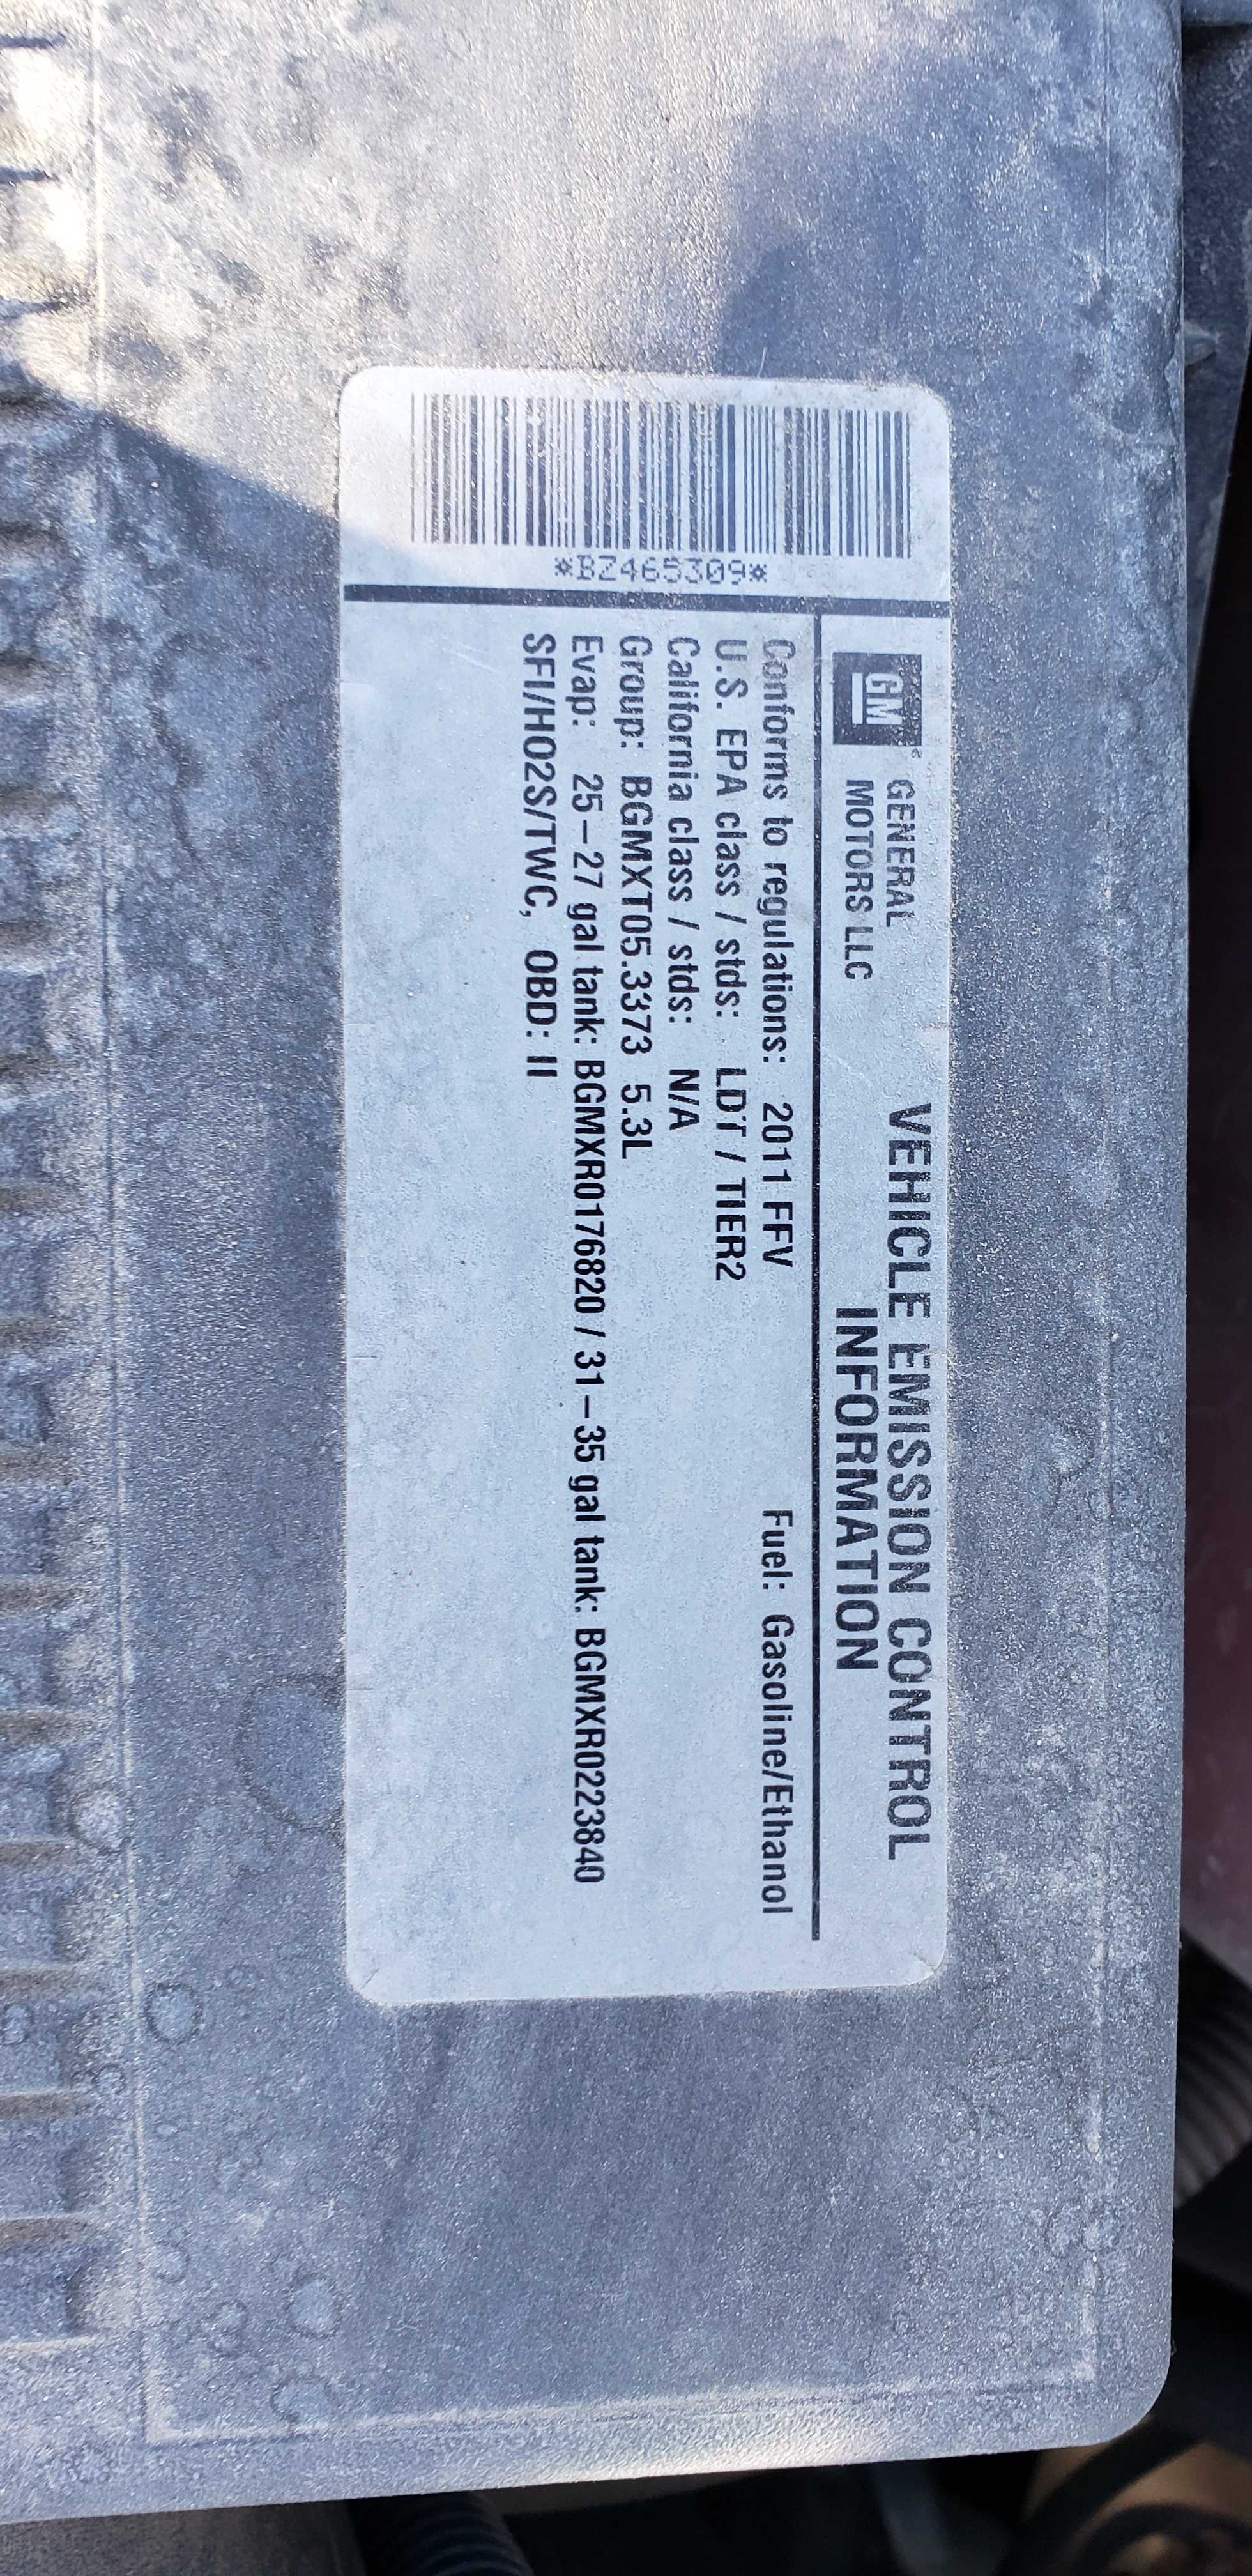 *BZ465309*
GM
GENERAL
MOTORS LLC
VEHICLE EMISSION CONTROL
INFORMATION
Conforms to regulations: 2011 FFV Fuel: Gasoline/Ethanol
U.S. EPA class / stds: LDT / TIER2
California class / stds: N/A
Group: BGMXT05.3373 5.3L
Evap: 25-27 gal tank: BGMXR0176820 / 31-35 gal tank: BGMXR0223840
SFI/HO2S/TWC, OBD: II